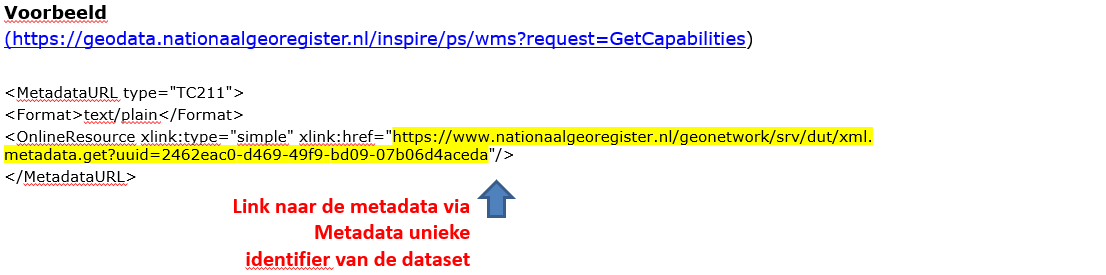 Voorbeeld
(https://geodata.nationaalgeoregister.nl/inspire/ps/wms?request=GetCapabilities)
<MetadataURL type="TC211">
<Format>text/plain</Format>
<OnlineResource xlink:type="simple" xlink:href="https://www.nationaalgeoregister.nl/geonetwork/srv/dut/xml.
metadata.get?uuid=2462eac0-d469-49f9-bd09-07b06d4aceda"/>
</MetadataURL>
Link naar de metadata via
Metadata unieke
identifier van de dataset